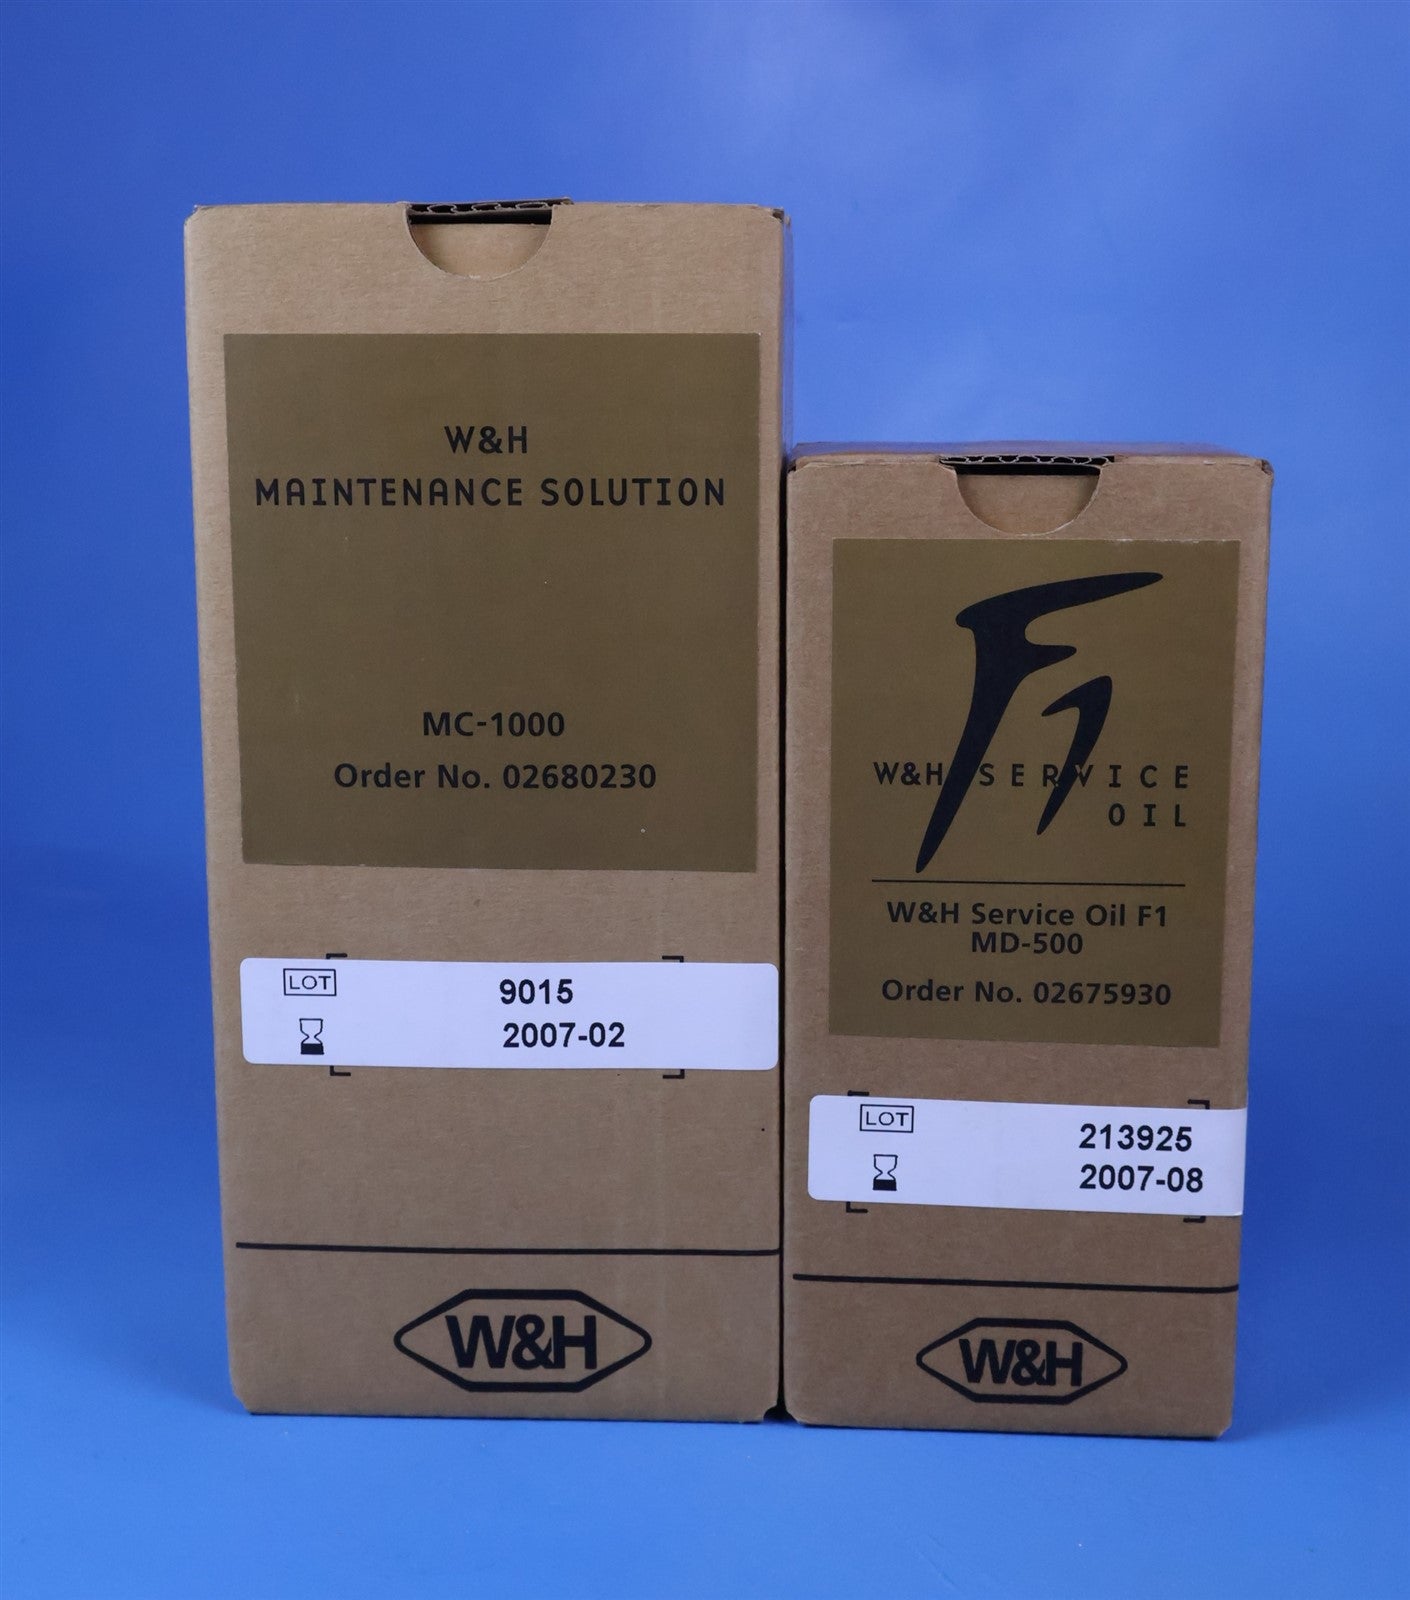 W&H
MAINTENANCE SOLUTION
MC-1000
Order No. 02680230
LOT
9015
2007-02
W&H
F1
W&H SERVICE
OIL
W&H Service Oil F1
MD-500
Order No. 02675930
LOT
213925
2007-08
W&H